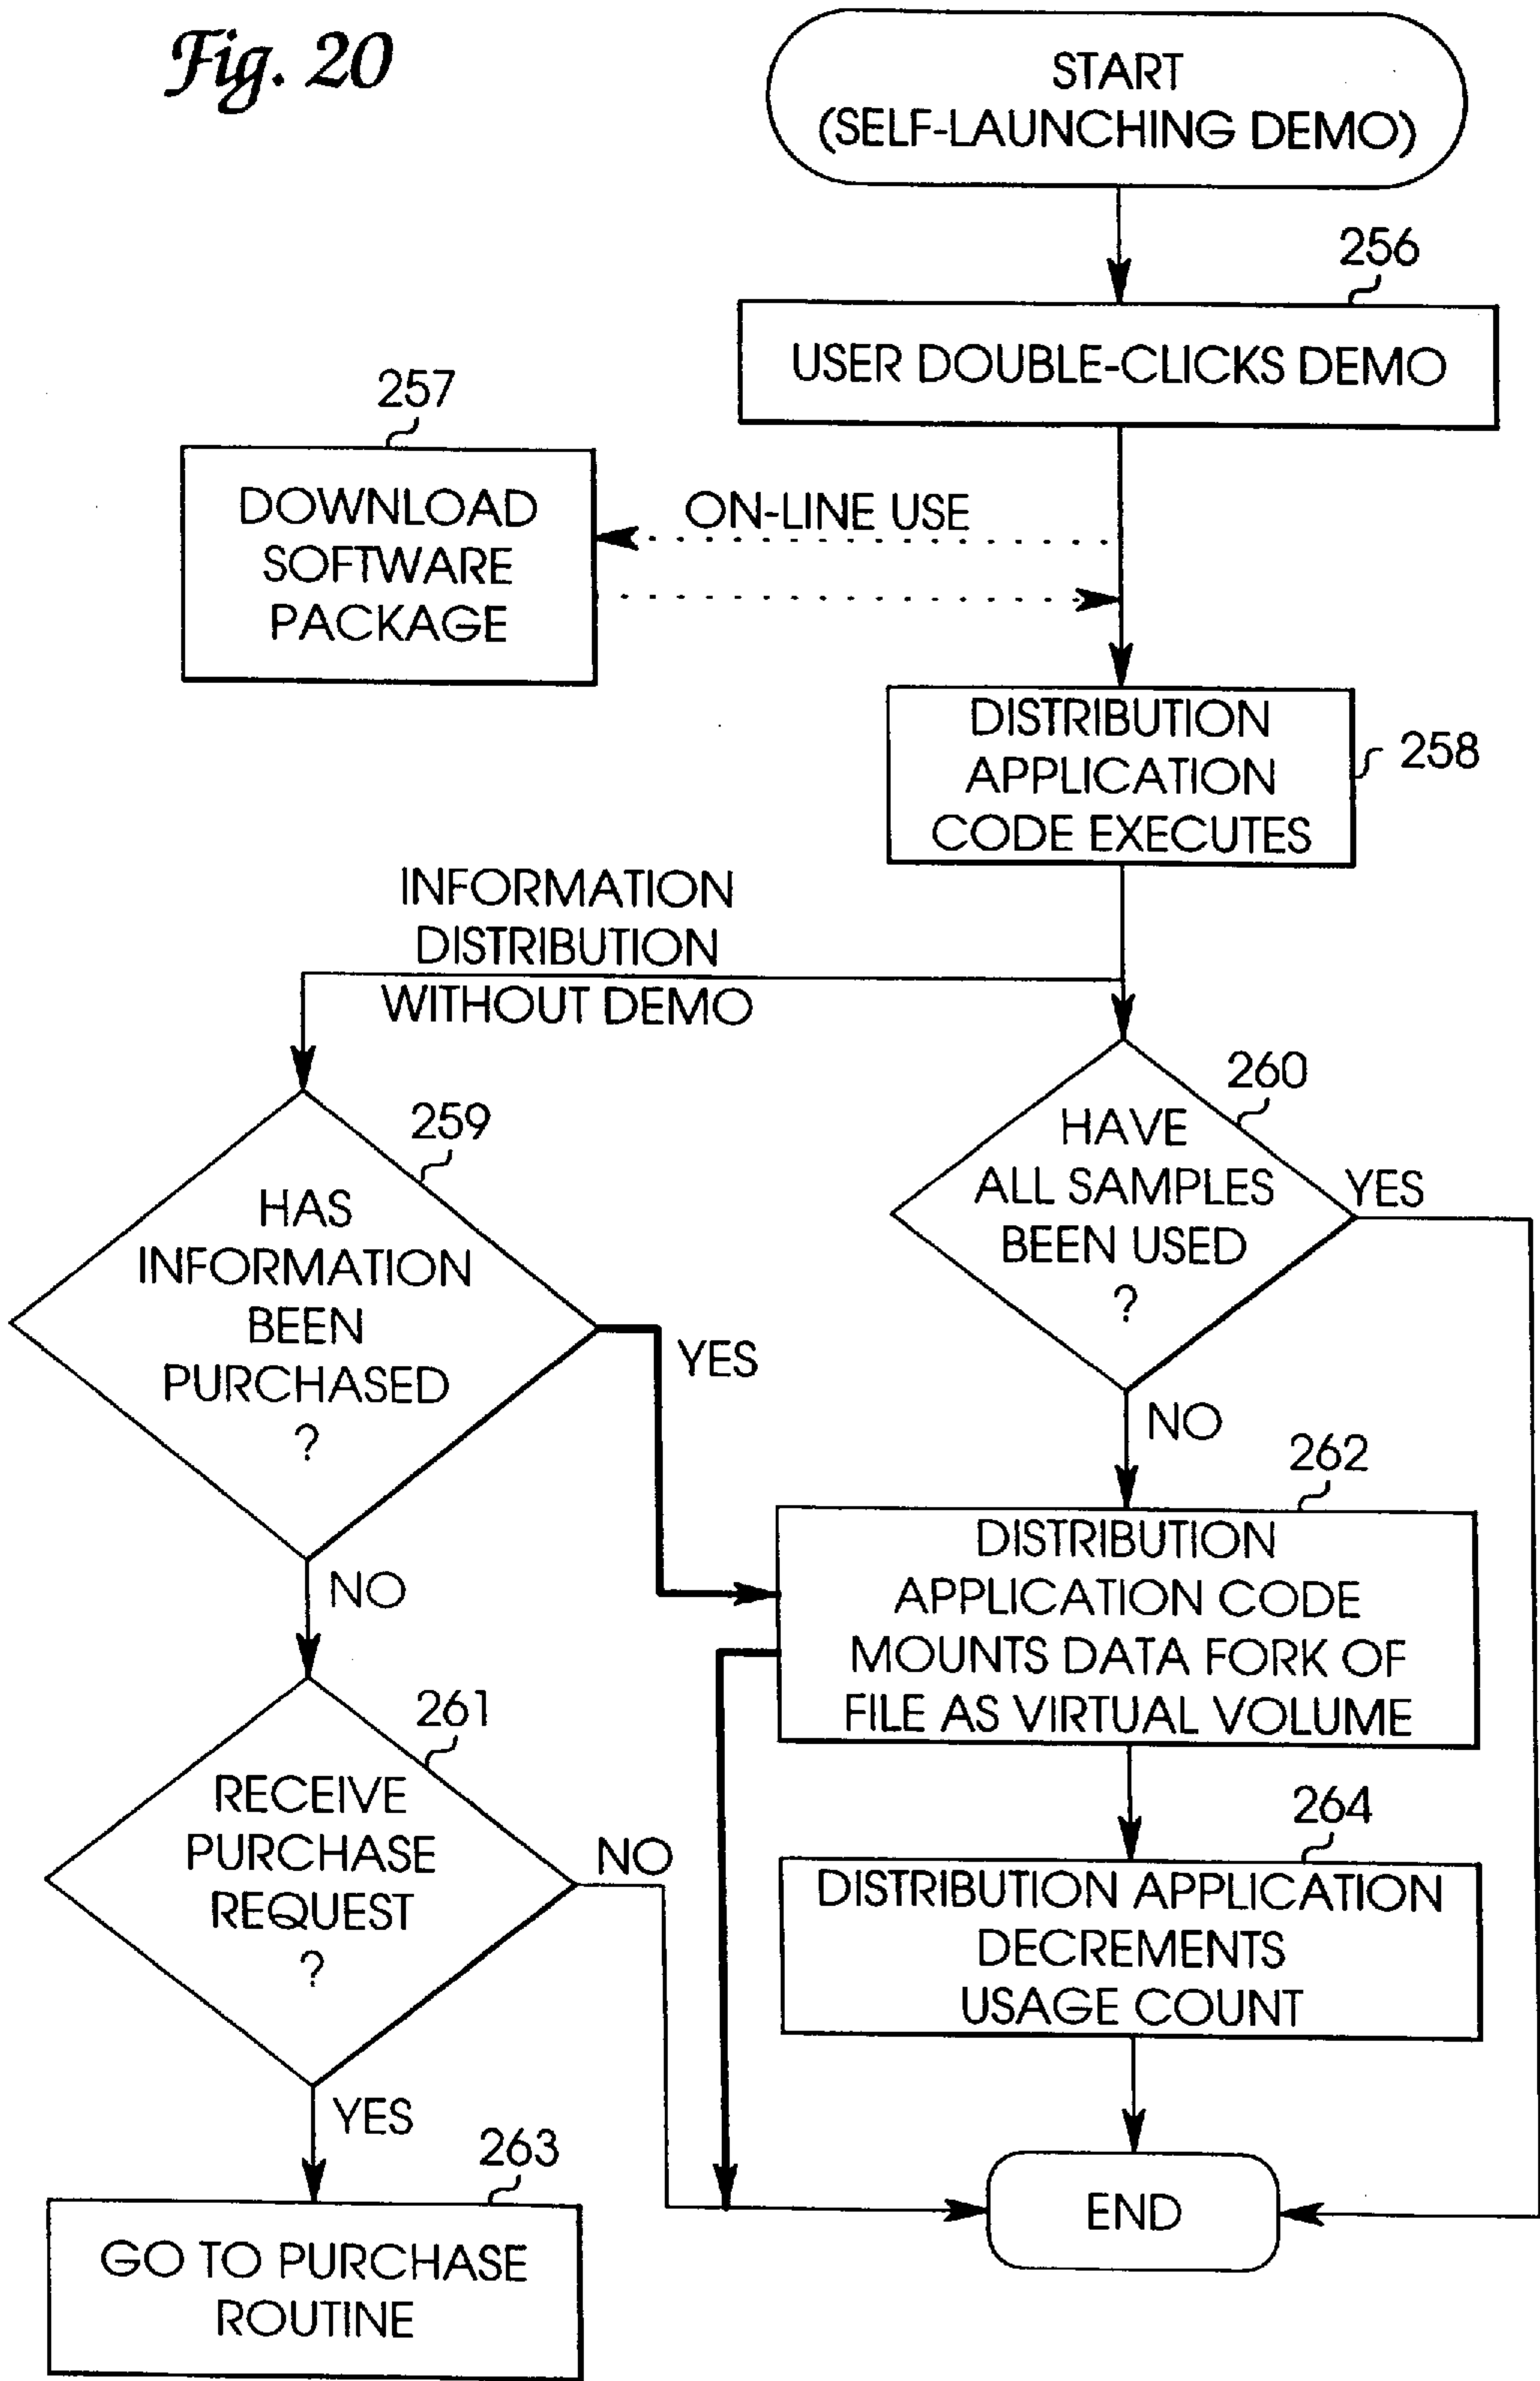 Fig. 20
START
(SELF-LAUNCHING DEMO)
256
USER DOUBLE-CLICKS DEMO
257
DOWNLOAD
SOFTWARE
PACKAGE
ON-LINE USE
DISTRIBUTION
APPLICATION
CODE EXECUTES
258
INFORMATION
DISTRIBUTION
WITHOUT DEMO
259
HAS
INFORMATION
BEEN
PURCHASED
?
YES
NO
260
HAVE
ALL SAMPLES
BEEN USED
?
YES
NO
262
DISTRIBUTION
APPLICATION CODE
MOUNTS DATA FORK OF
FILE AS VIRTUAL VOLUME
261
RECEIVE
PURCHASE
REQUEST
?
NO
YES
264
DISTRIBUTION APPLICATION
DECREMENTS
USAGE COUNT
263
GO TO PURCHASE
ROUTINE
END